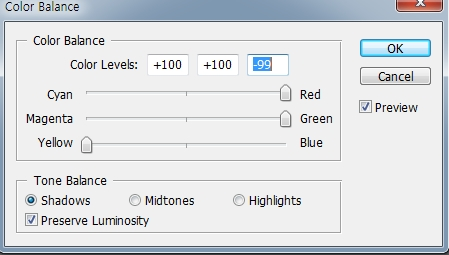 Color Balance
Color Balance
Color Levels: +100 +100 -99
Cyan Red
Magenta Green
Yellow Blue
Tone Balance
Shadows Midtones Highlights
Preserve Luminosity
OK
Cancel
Preview